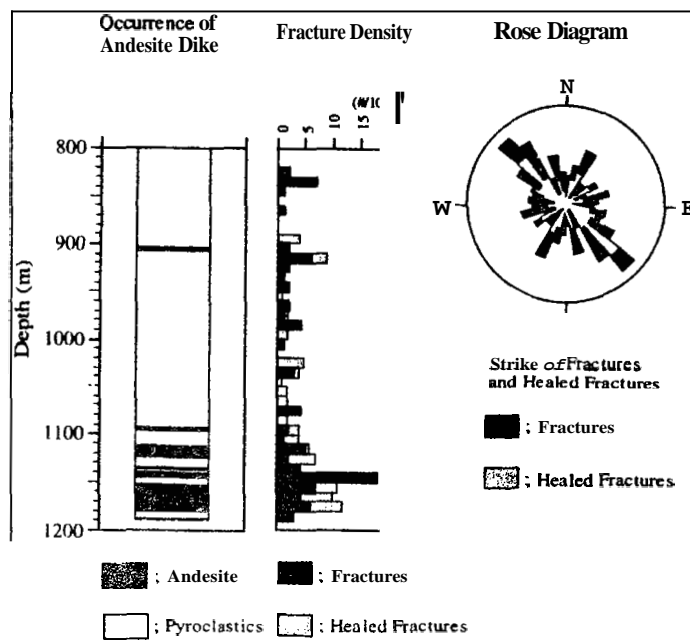 Occurrence of
Andesite Dike
Fracture Density
Rose Diagram
0
5
10
15
Depth (m)
800
900
1000
1100
1200
N
W
E
Strike of Fractures
and Healed Fractures
; Fractures
; Healed Fractures
; Andesite
; Fractures
; Pyroclastics
; Healed Fractures